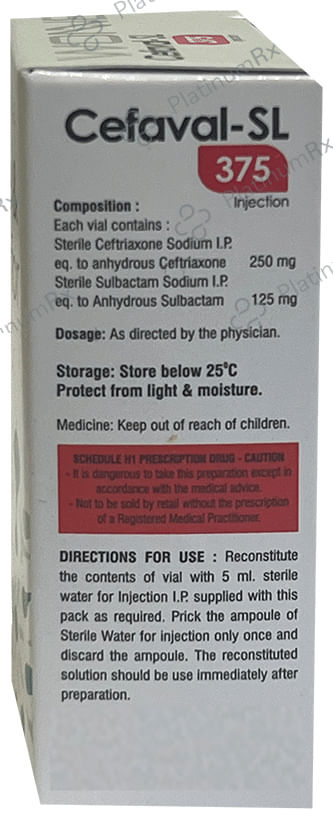 Cefaval-SL
Cefaval-SL
375
Injection
Composition :
Each vial contains :
Sterile Ceftriaxone Sodium I.P.
eq. to anhydrous Ceftriaxone 250 mg
Sterile Sulbactam Sodium I.P.
eq. to Anhydrous Sulbactam 125 mg
Dosage: As directed by the physician.
Storage: Store below 25°C
Protect from light & moisture.
Medicine: Keep out of reach of children.
SCHEDULE H1 PRESCRIPTION DRUG - CAUTION
- It is dangerous to take this preparation except in
accordance with the medical advice.
- Not to be sold by retail without the prescription
of a Registered Medical Practitioner.
DIRECTIONS FOR USE : Reconstitute
the contents of vial with 5 ml. sterile
water for Injection I.P. supplied with this
pack as required. Prick the ampoule of
Sterile Water for injection only once and
discard the ampoule. The reconstituted
solution should be use immediately after
preparation.
PlatinumRx